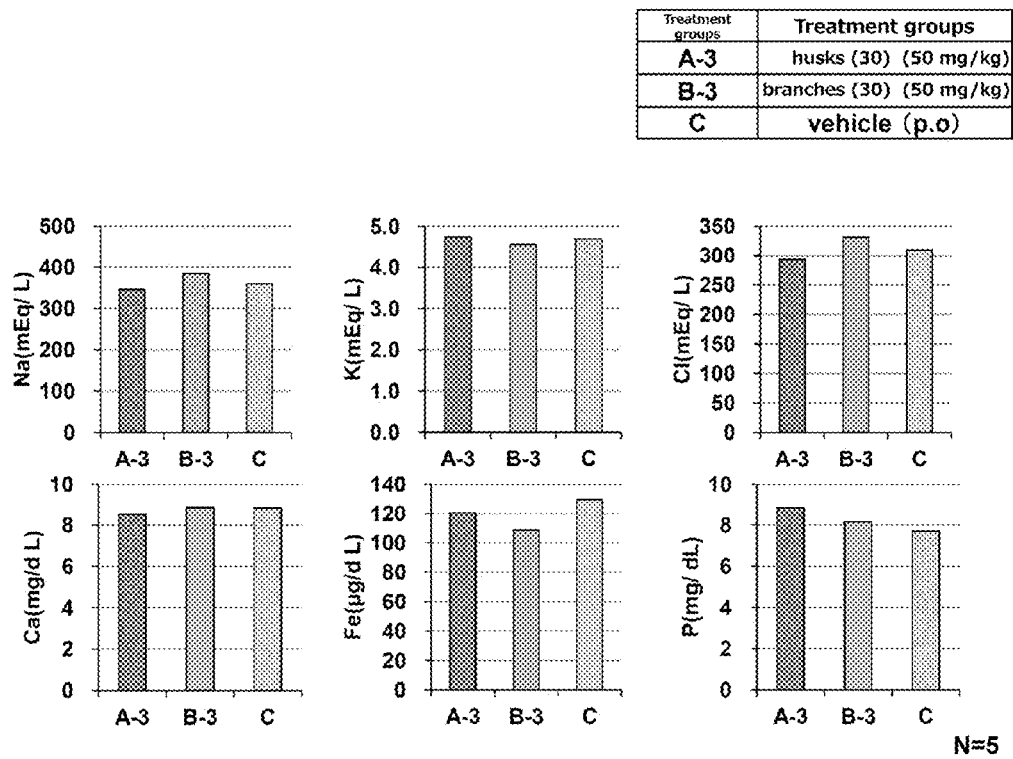 Treatment groups Treatment groups
A-3 husks (30) (50 mg/kg)
B-3 branches (30) (50 mg/kg)
C vehicle (p.o)
Na(mEq/ L)
500
400
300
200
100
0
A-3 B-3 C
K(mEq/ L)
5.0
4.0
3.0
2.0
1.0
0.0
A-3 B-3 C
Cl(mEq/ L)
350
300
250
200
150
100
50
0
A-3 B-3 C
Ca(mg/d L)
10
8
6
4
2
0
A-3 B-3 C
Fe(μg/d L)
140
120
100
80
60
40
20
0
A-3 B-3 C
P(mg/ dL)
10
8
6
4
2
0
A-3 B-3 C
N=5